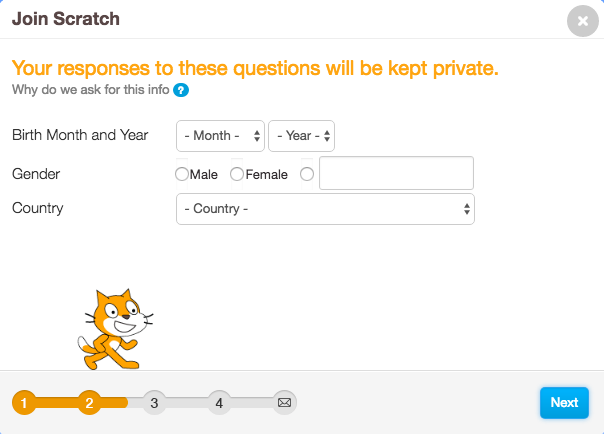 Join Scratch
Your responses to these questions will be kept private.
Why do we ask for this info ?
Birth Month and Year - Month - - Year -
Gender Male Female
Country - Country -
1 2 3 4 Next